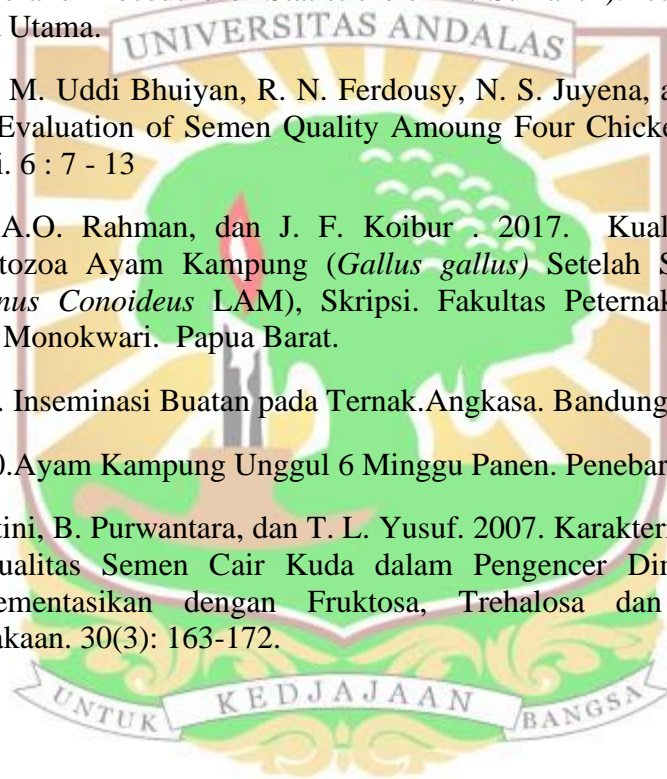 Utama.
UNIVERSITAS ANDALAS
M. Uddi Bhuiyan, R. N. Ferdousy, N. S. Juyena,
Evaluation of Semen Quality Amoung Four Chicke
i. 6 : 7 - 13
A.O. Rahman, dan J. F. Koibur . 2017. Kual
tozoa Ayam Kampung (Gallus gallus) Setelah S
nus Conoideus LAM), Skripsi. Fakultas Peternak
Monokwari. Papua Barat.
. Inseminasi Buatan pada Ternak.Angkasa. Bandung
0.Ayam Kampung Unggul 6 Minggu Panen. Penebar
tini, B. Purwantara, dan T. L. Yusuf. 2007. Karakteri
ualitas Semen Cair Kuda dalam Pengencer Di
ementasikan dengan Fruktosa, Trehalosa dan
akaan. 30(3): 163-172.
UNTUK KEDJAJAAN BANGSA